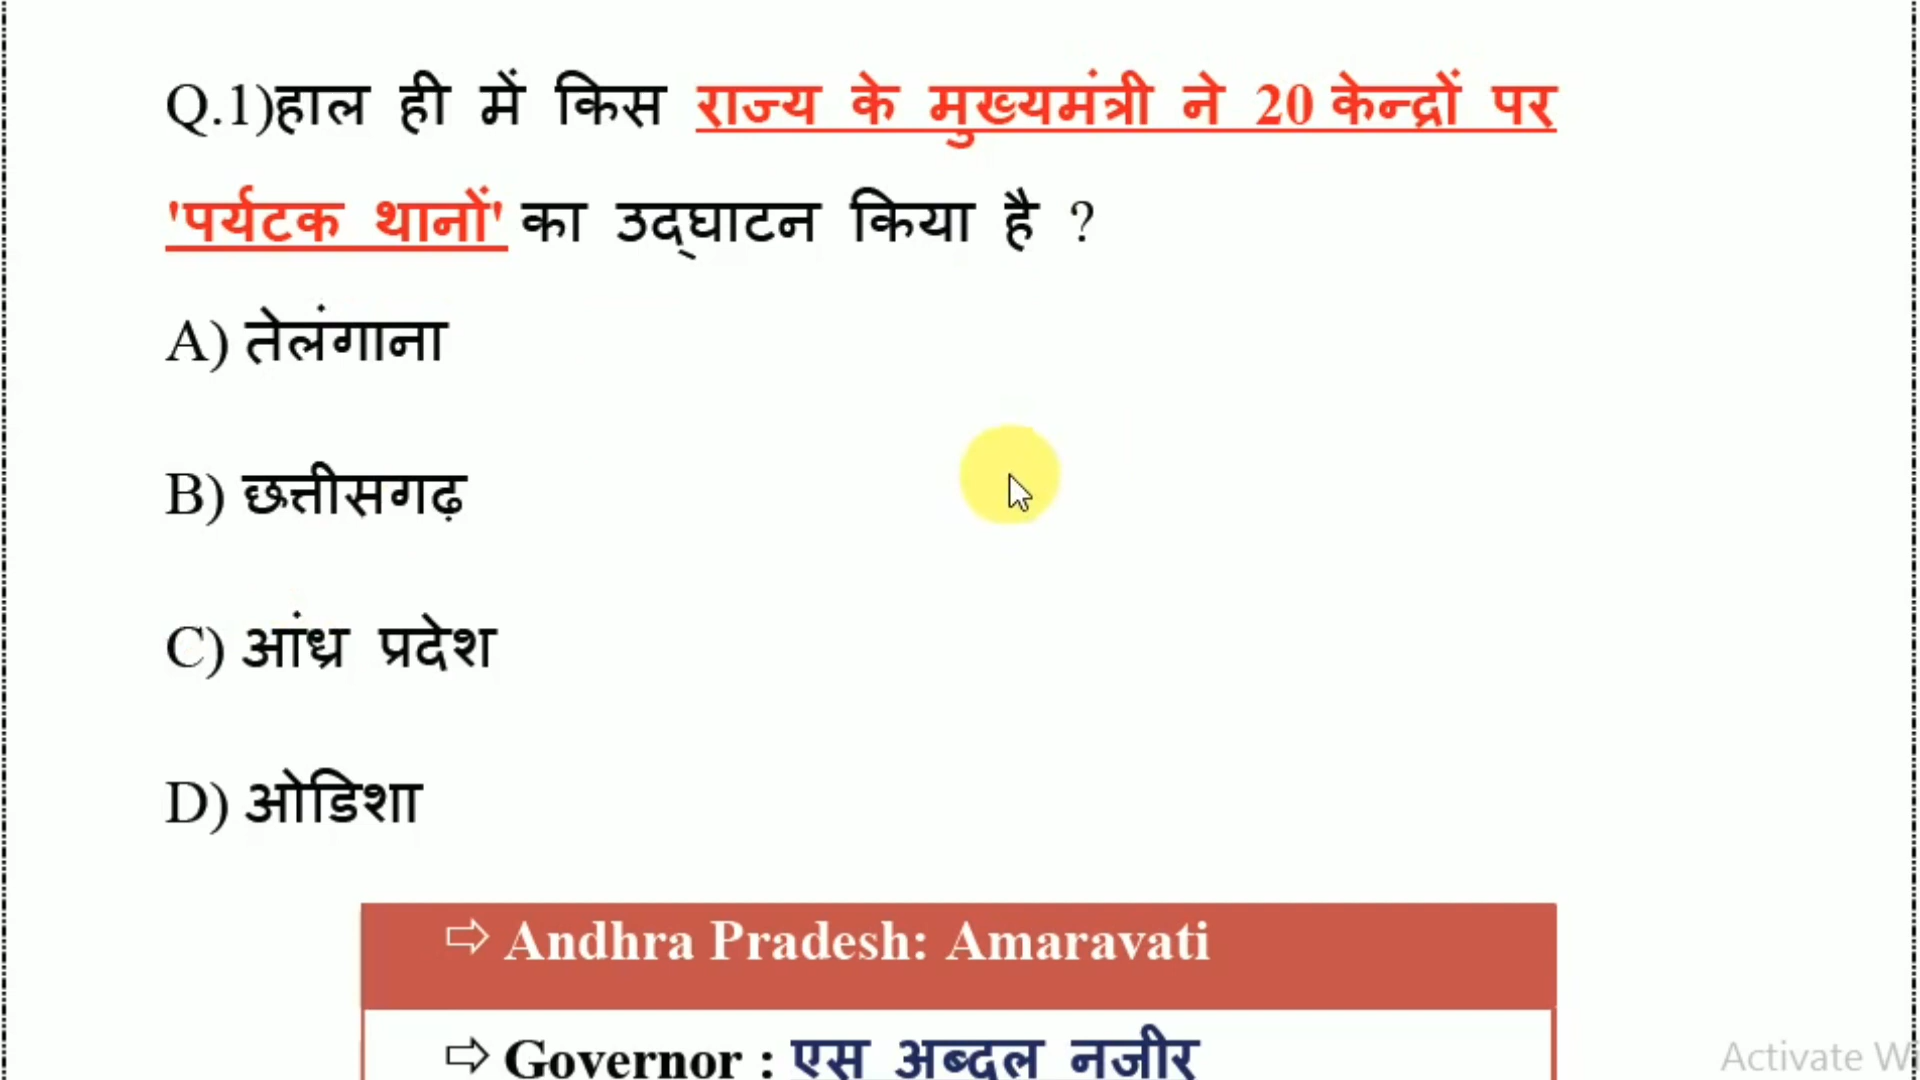 Q.1)हाल ही में किस राज्य के मुख्यमंत्री ने 20 केन्द्रों पर
'पर्यटक थानों' का उद्घाटन किया है ?
A) तेलंगाना
B) छत्तीसगढ़
C) आंध्र प्रदेश
D) ओडिशा
⇨ Andhra Pradesh: Amaravati
⇨ Governor : एस अब्दुल नजीर
Activate W